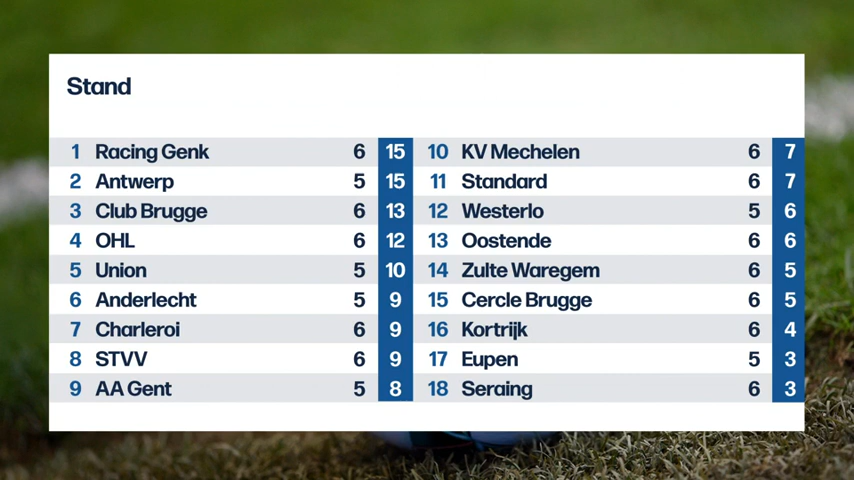 Stand
1 Racing Genk 6 15
2 Antwerp 5 15
3 Club Brugge 6 13
4 OHL 6 12
5 Union 5 10
6 Anderlecht 5 9
7 Charleroi 6 9
8 STVV 6 9
9 AA Gent 5 8
10 KV Mechelen 6 7
11 Standard 6 7
12 Westerlo 5 6
13 Oostende 6 6
14 Zulte Waregem 6 5
15 Cercle Brugge 6 5
16 Kortrijk 6 4
17 Eupen 5 3
18 Seraing 6 3